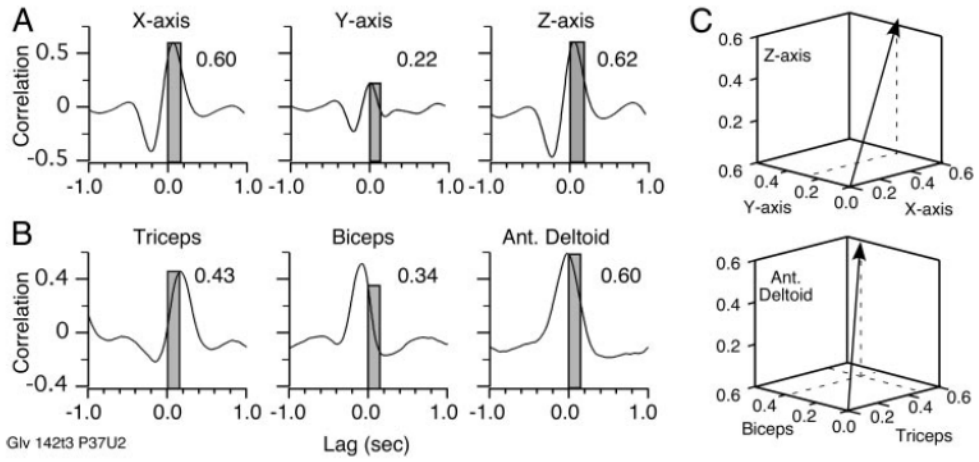 A
X-axis
Y-axis
Z-axis
Correlation
0.5
0
-0.5
0.60
0.22
0.62
-1.0 0.0 1.0
-1.0 0.0 1.0
-1.0 0.0 1.0
B
Triceps
Biceps
Ant. Deltoid
Correlation
0.4
0
-0.4
0.43
0.34
0.60
-1.0 0.0 1.0
-1.0 0.0 1.0
-1.0 0.0 1.0
Lag (sec)
Glv 142t3 P37U2
C
0.6
Z-axis
0.4
0.2
0.6 0.4 0.2 0.0 0.2 0.4 0.6
Y-axis
X-axis
0.6
Ant.
Deltoid
0.4
0.2
0.6 0.4 0.2 0.0 0.2 0.4 0.6
Biceps
Triceps